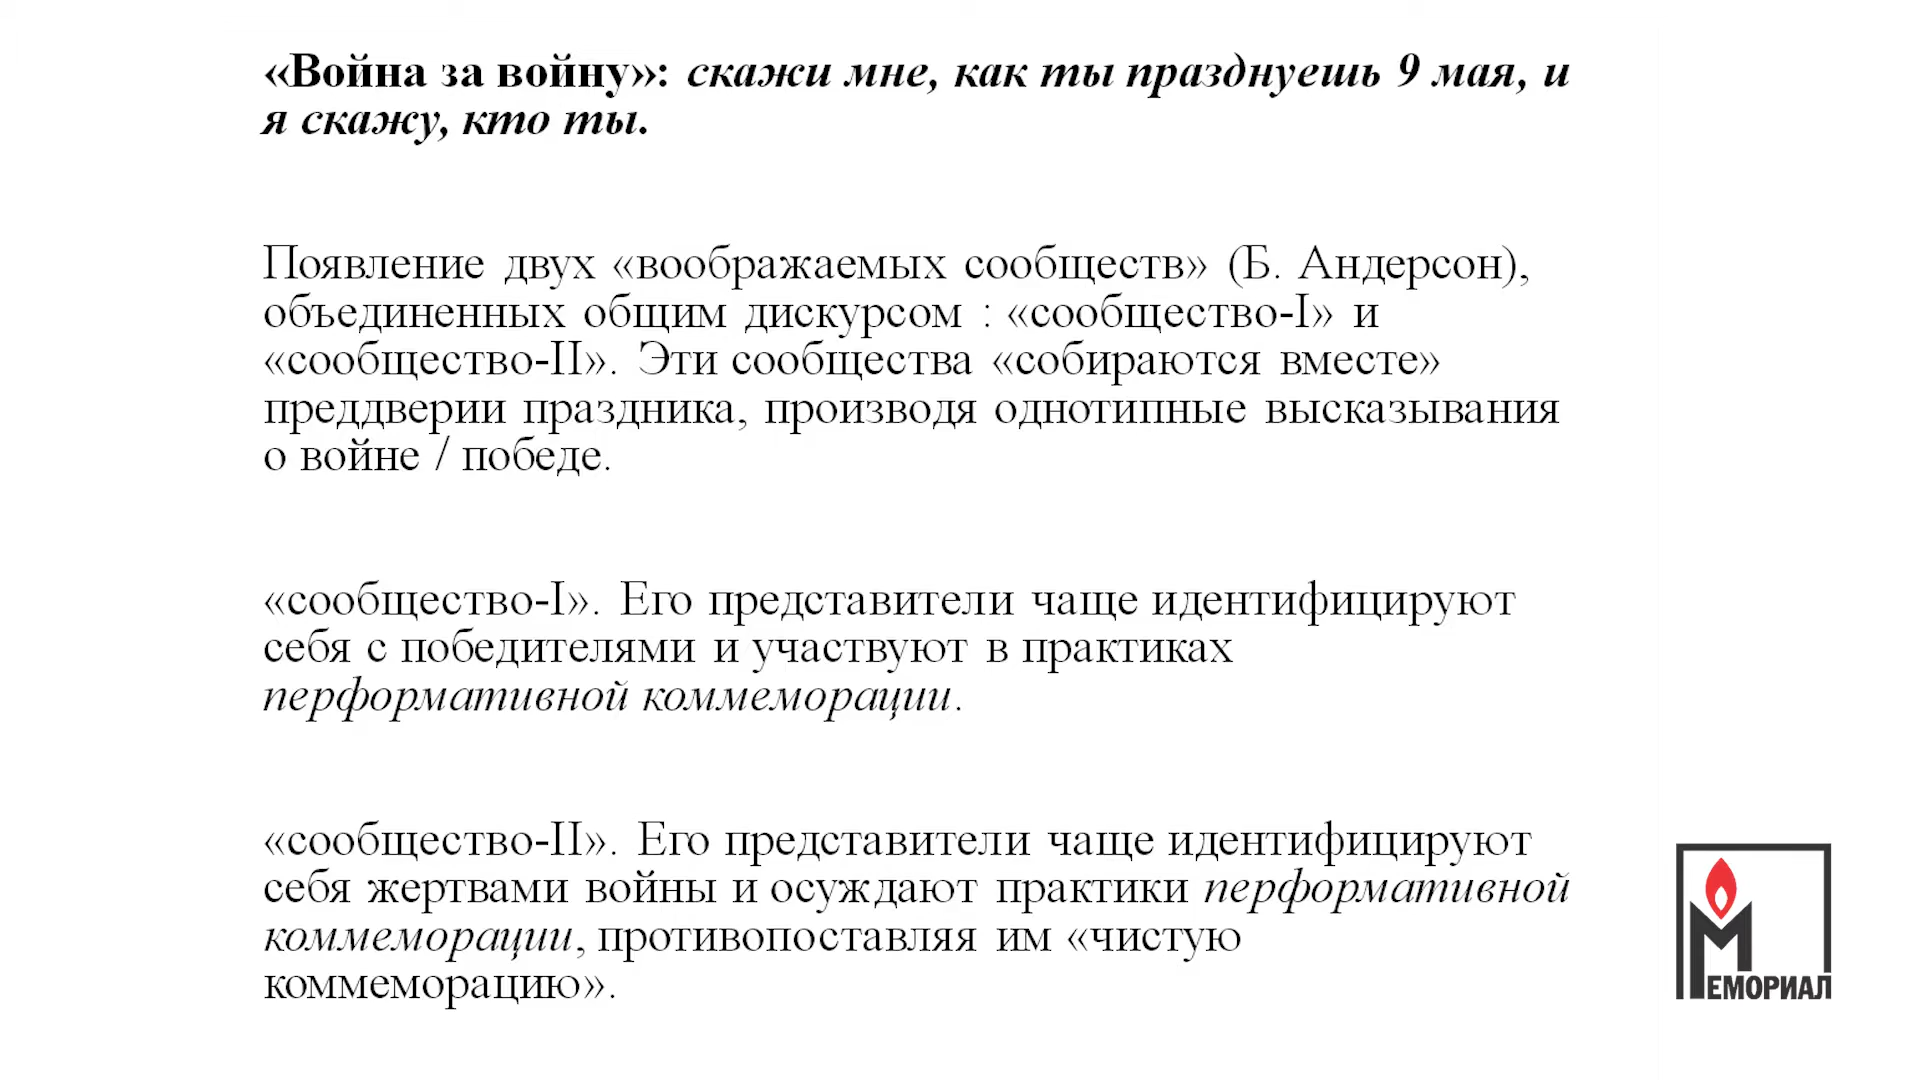 «Война за войну»: скажи мне, как ты празднуешь 9 мая, и
я скажу, кто ты.
Появление двух «воображаемых сообществ» (Б. Андерсон),
объединенных общим дискурсом : «сообщество-I» и
«сообщество-II». Эти сообщества «собираются вместе»
преддверии праздника, производя однотипные высказывания
о войне / победе.
«сообщество-I». Его представители чаще идентифицируют
себя с победителями и участвуют в практиках
перформативной коммеморации.
«сообщество-II». Его представители чаще идентифицируют
себя жертвами войны и осуждают практики перформативной
коммеморации, противопоставляя им «чистую
коммеморацию».
МЕМОРИАЛ